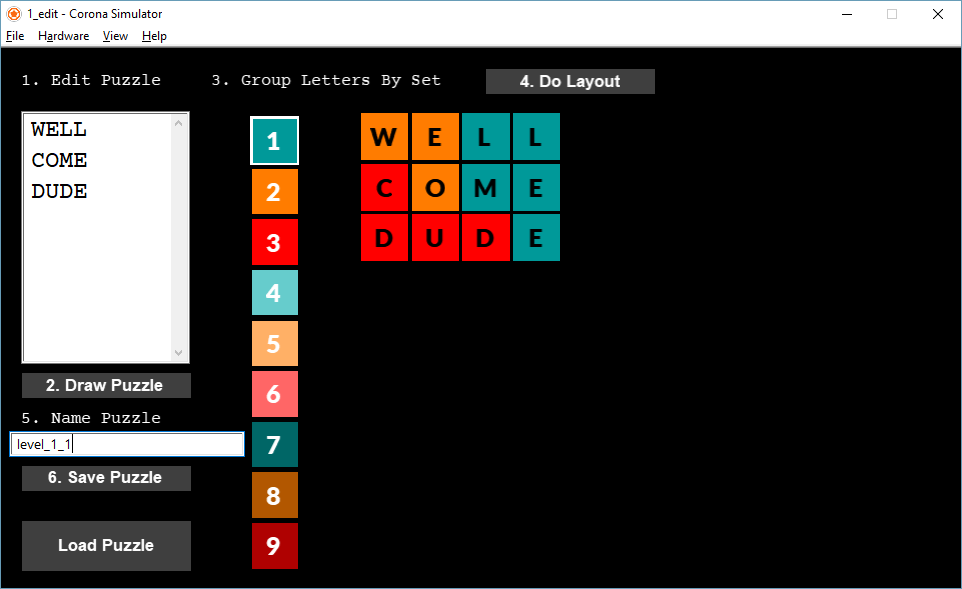 1_edit - Corona Simulator
File Hardware View Help
1. Edit Puzzle
3. Group Letters By Set
4. Do Layout
WELL
COME
DUDE
2. Draw Puzzle
5. Name Puzzle
level_1_1
6. Save Puzzle
Load Puzzle
1
2
3
4
5
6
7
8
9
W E L L
C O M E
D U D E